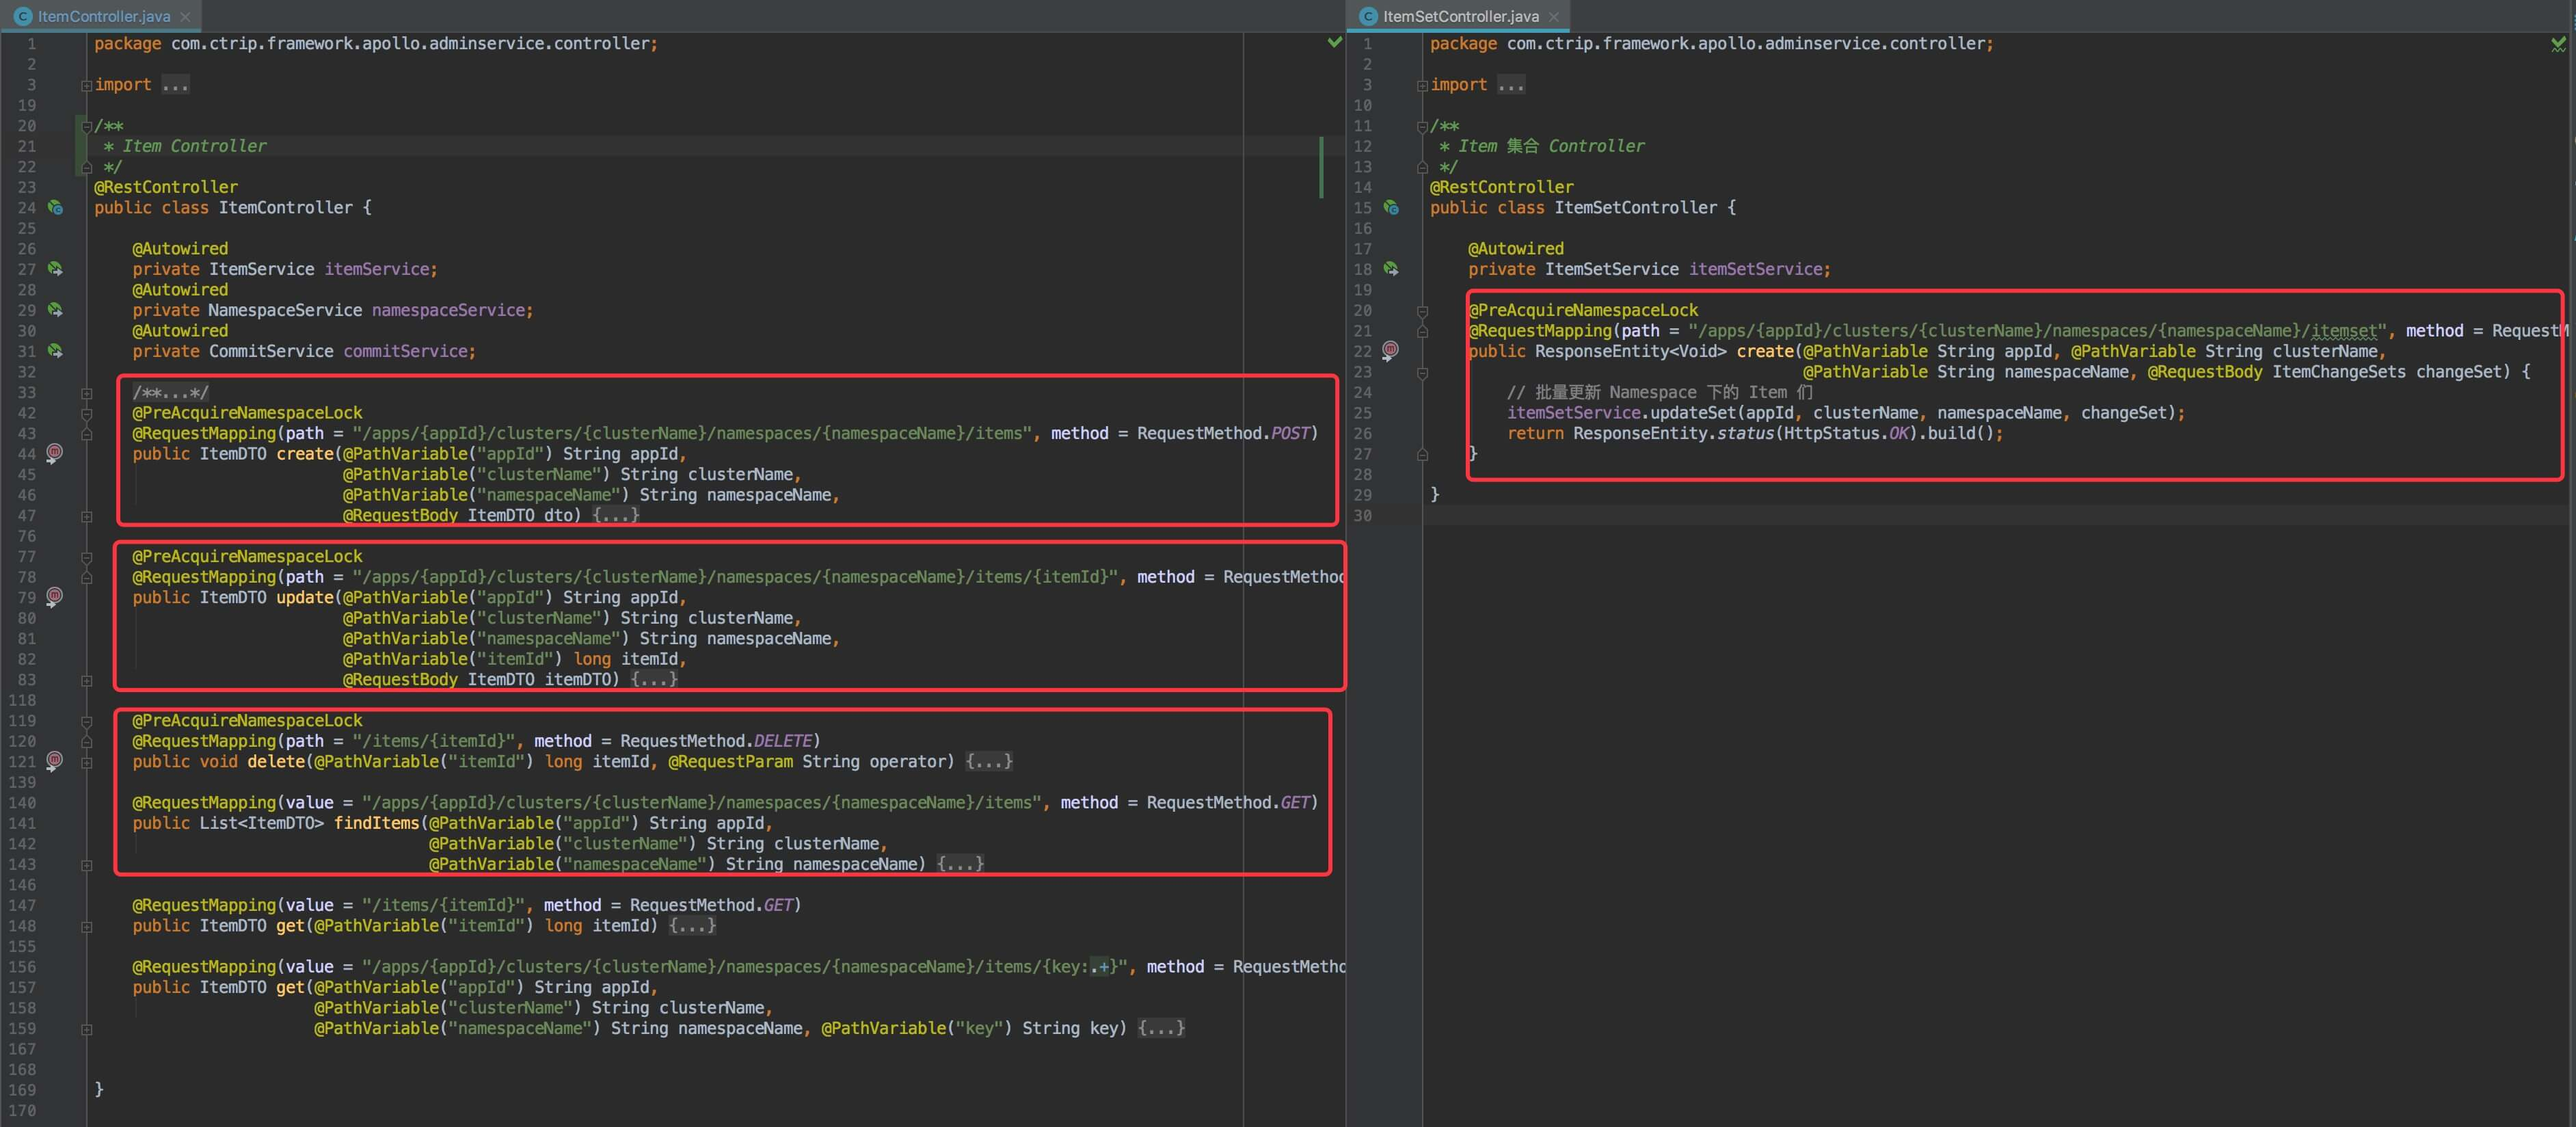 ItemController.java
1 package com.ctrip.framework.apollo.adminservice.controller;
2
3 import ...
19
20 /**
21 * Item Controller
22 */
23 @RestController
24 public class ItemController {
25
26 @Autowired
27 private ItemService itemService;
28 @Autowired
29 private NamespaceService namespaceService;
30 @Autowired
31 private CommitService commitService;
32
33 /**...*/
42 @PreAcquireNamespaceLock
43 @RequestMapping(path = "/apps/{appId}/clusters/{clusterName}/namespaces/{namespaceName}/items", method = RequestMethod.POST)
44 public ItemDTO create(@PathVariable("appId") String appId,
45 @PathVariable("clusterName") String clusterName,
46 @PathVariable("namespaceName") String namespaceName,
47 @RequestBody ItemDTO dto) {...}
76
77 @PreAcquireNamespaceLock
78 @RequestMapping(path = "/apps/{appId}/clusters/{clusterName}/namespaces/{namespaceName}/items/{itemId}", method = RequestMethod
79 public ItemDTO update(@PathVariable("appId") String appId,
80 @PathVariable("clusterName") String clusterName,
81 @PathVariable("namespaceName") String namespaceName,
82 @PathVariable("itemId") long itemId,
83 @RequestBody ItemDTO itemDTO) {...}
118
119 @PreAcquireNamespaceLock
120 @RequestMapping(path = "/items/{itemId}", method = RequestMethod.DELETE)
121 public void delete(@PathVariable("itemId") long itemId, @RequestParam String operator) {...}
139
140 @RequestMapping(value = "/apps/{appId}/clusters/{clusterName}/namespaces/{namespaceName}/items", method = RequestMethod.GET)
141 public List<ItemDTO> findItems(@PathVariable("appId") String appId,
142 @PathVariable("clusterName") String clusterName,
143 @PathVariable("namespaceName") String namespaceName) {...}
146
147 @RequestMapping(value = "/items/{itemId}", method = RequestMethod.GET)
148 public ItemDTO get(@PathVariable("itemId") long itemId) {...}
155
156 @RequestMapping(value = "/apps/{appId}/clusters/{clusterName}/namespaces/{namespaceName}/items/{key:.+}", method = RequestMetho
157 public ItemDTO get(@PathVariable("appId") String appId,
158 @PathVariable("clusterName") String clusterName,
159 @PathVariable("namespaceName") String namespaceName, @PathVariable("key") String key) {...}
167
168
169 }
170
ItemSetController.java
1 package com.ctrip.framework.apollo.adminservice.controller;
2
3 import ...
10
11 /**
12 * Item 集合 Controller
13 */
14 @RestController
15 public class ItemSetController {
16
17 @Autowired
18 private ItemSetService itemSetService;
19
20 @PreAcquireNamespaceLock
21 @RequestMapping(path = "/apps/{appId}/clusters/{clusterName}/namespaces/{namespaceName}/itemset", method = RequestM
22 public ResponseEntity<Void> create(@PathVariable String appId, @PathVariable String clusterName,
23 @PathVariable String namespaceName, @RequestBody ItemChangeSets changeSet) {
24 // 批量更新 Namespace 下的 Item 们
25 itemSetService.updateSet(appId, clusterName, namespaceName, changeSet);
26 return ResponseEntity.status(HttpStatus.OK).build();
27 }
28
29 }
30